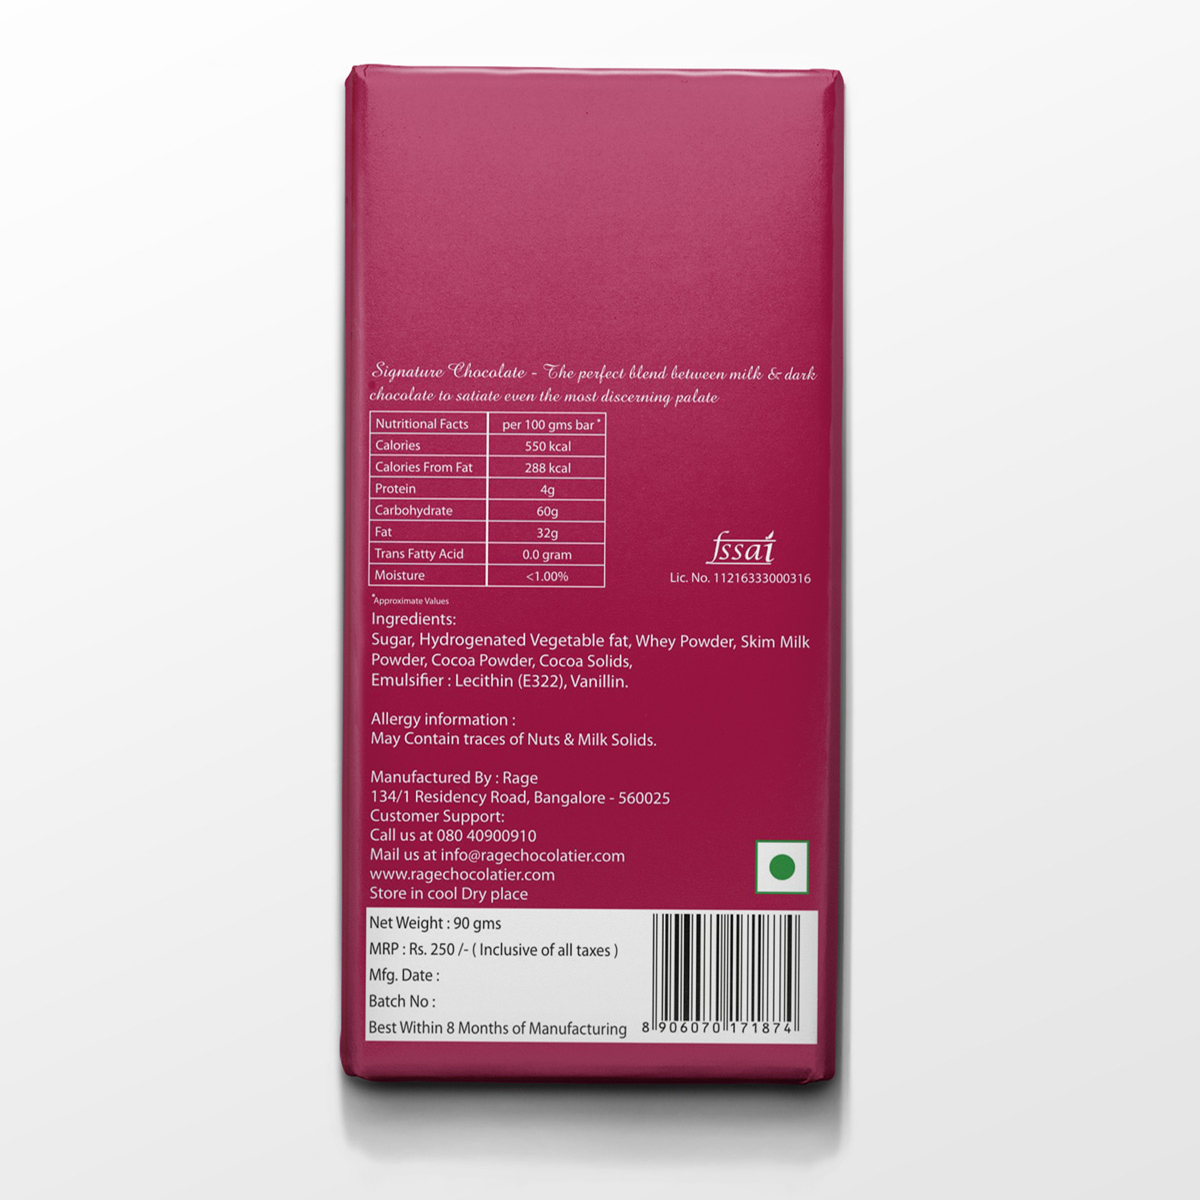 Signature Chocolate - The perfect blend between milk & dark
chocolate to satiate even the most discerning palate
Nutritional Facts per 100 gms bar *
Calories 550 kcal
Calories From Fat 288 kcal
Protein 4g
Carbohydrate 60g
Fat 32g
Trans Fatty Acid 0.0 gram
Moisture <1.00%
*Approximate Values
fssai
Lic. No. 11216333000316
Ingredients:
Sugar, Hydrogenated Vegetable fat, Whey Powder, Skim Milk
Powder, Cocoa Powder, Cocoa Solids,
Emulsifier : Lecithin (E322), Vanillin.
Allergy information :
May Contain traces of Nuts & Milk Solids.
Manufactured By : Rage
134/1 Residency Road, Bangalore - 560025
Customer Support:
Call us at 080 40900910
Mail us at info@ragechocolatier.com
www.ragechocolatier.com
Store in cool Dry place
Net Weight : 90 gms
MRP : Rs. 250 /- ( Inclusive of all taxes )
Mfg. Date :
Batch No :
Best Within 8 Months of Manufacturing
8 906070 171874